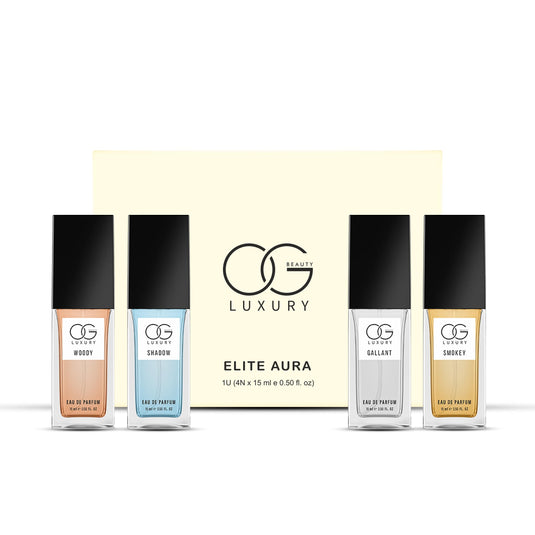 OG
BEAUTY
LUXURY
ELITE AURA
1U (4N x 15 ml e 0.50 fl. oz)
OG
LUXURY
WOODY
EAU DE PARFUM
OG
LUXURY
SHADOW
EAU DE PARFUM
OG
LUXURY
GALLANT
EAU DE PARFUM
OG
LUXURY
SMOKEY
EAU DE PARFUM